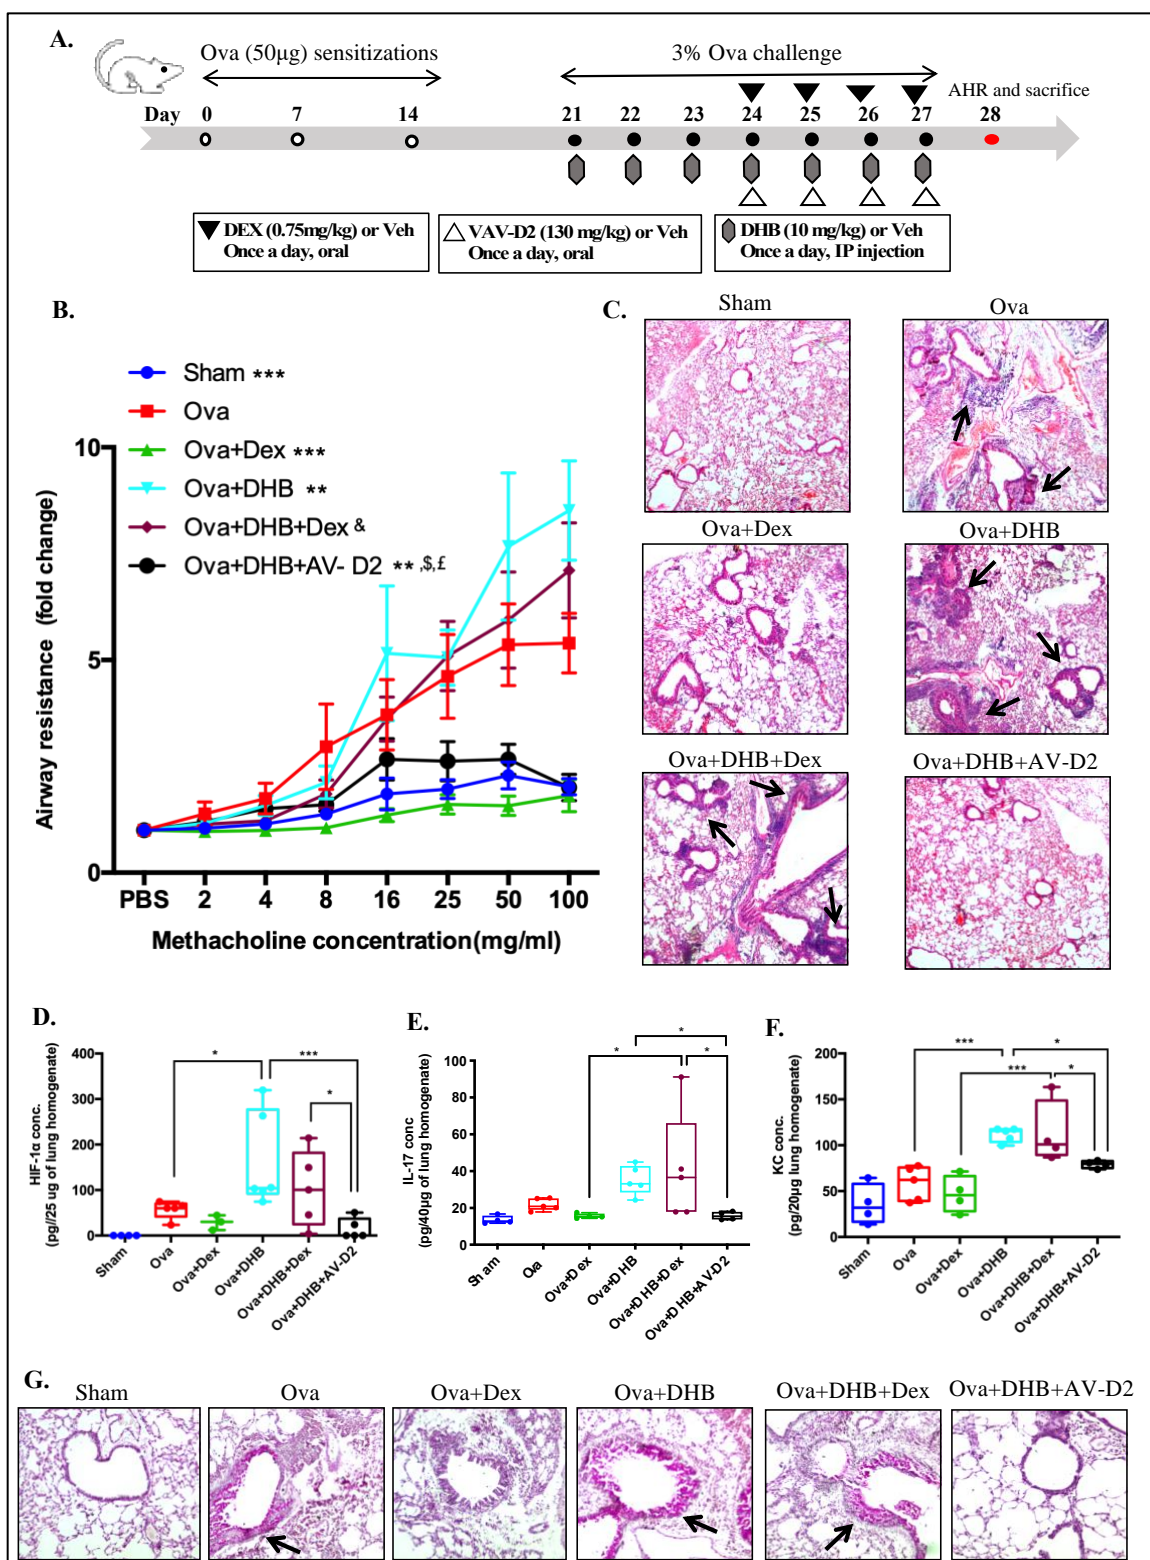 A.
Ova (50µg) sensitizations
3% Ova challenge
AHR and sacrifice
Day 0 7 14 21 22 23 24 25 26 27 28
DEX (0.75mg/kg) or Veh
Once a day, oral
VAV-D2 (130 mg/kg) or Veh
Once a day, oral
DHB (10 mg/kg) or Veh
Once a day, IP injection
B.
Sham ***
Ova
Ova+Dex ***
Ova+DHB **
Ova+DHB+Dex &
Ova+DHB+AV- D2 **,$,£
Airway resistance (fold change)
10
5
0
PBS 2 4 8 16 25 50 100
Methacholine concentration(mg/ml)
C.
Sham
Ova
Ova+Dex
Ova+DHB
Ova+DHB+Dex
Ova+DHB+AV-D2
D.
HIF-1α conc.
(pg//25 ug of lung homogenate)
400
300
200
100
0
*
***
*
Sham
Ova
Ova+Dex
Ova+DHB
Ova+DHB+Dex
Ova+DHB+AV-D2
E.
IL-17 conc
(pg/40µg of lung homogenate)
100
80
60
40
20
0
*
*
*
Sham
Ova
Ova+Dex
Ova+DHB
Ova+DHB+Dex
Ova+DHB+AV-D2
F.
KC conc.
(pg/20µg lung homogenate)
200
150
100
50
0
***
*
***
*
Sham
Ova
Ova+Dex
Ova+DHB
Ova+DHB+Dex
Ova+DHB+AV-D2
G.
Sham
Ova
Ova+Dex
Ova+DHB
Ova+DHB+Dex
Ova+DHB+AV-D2